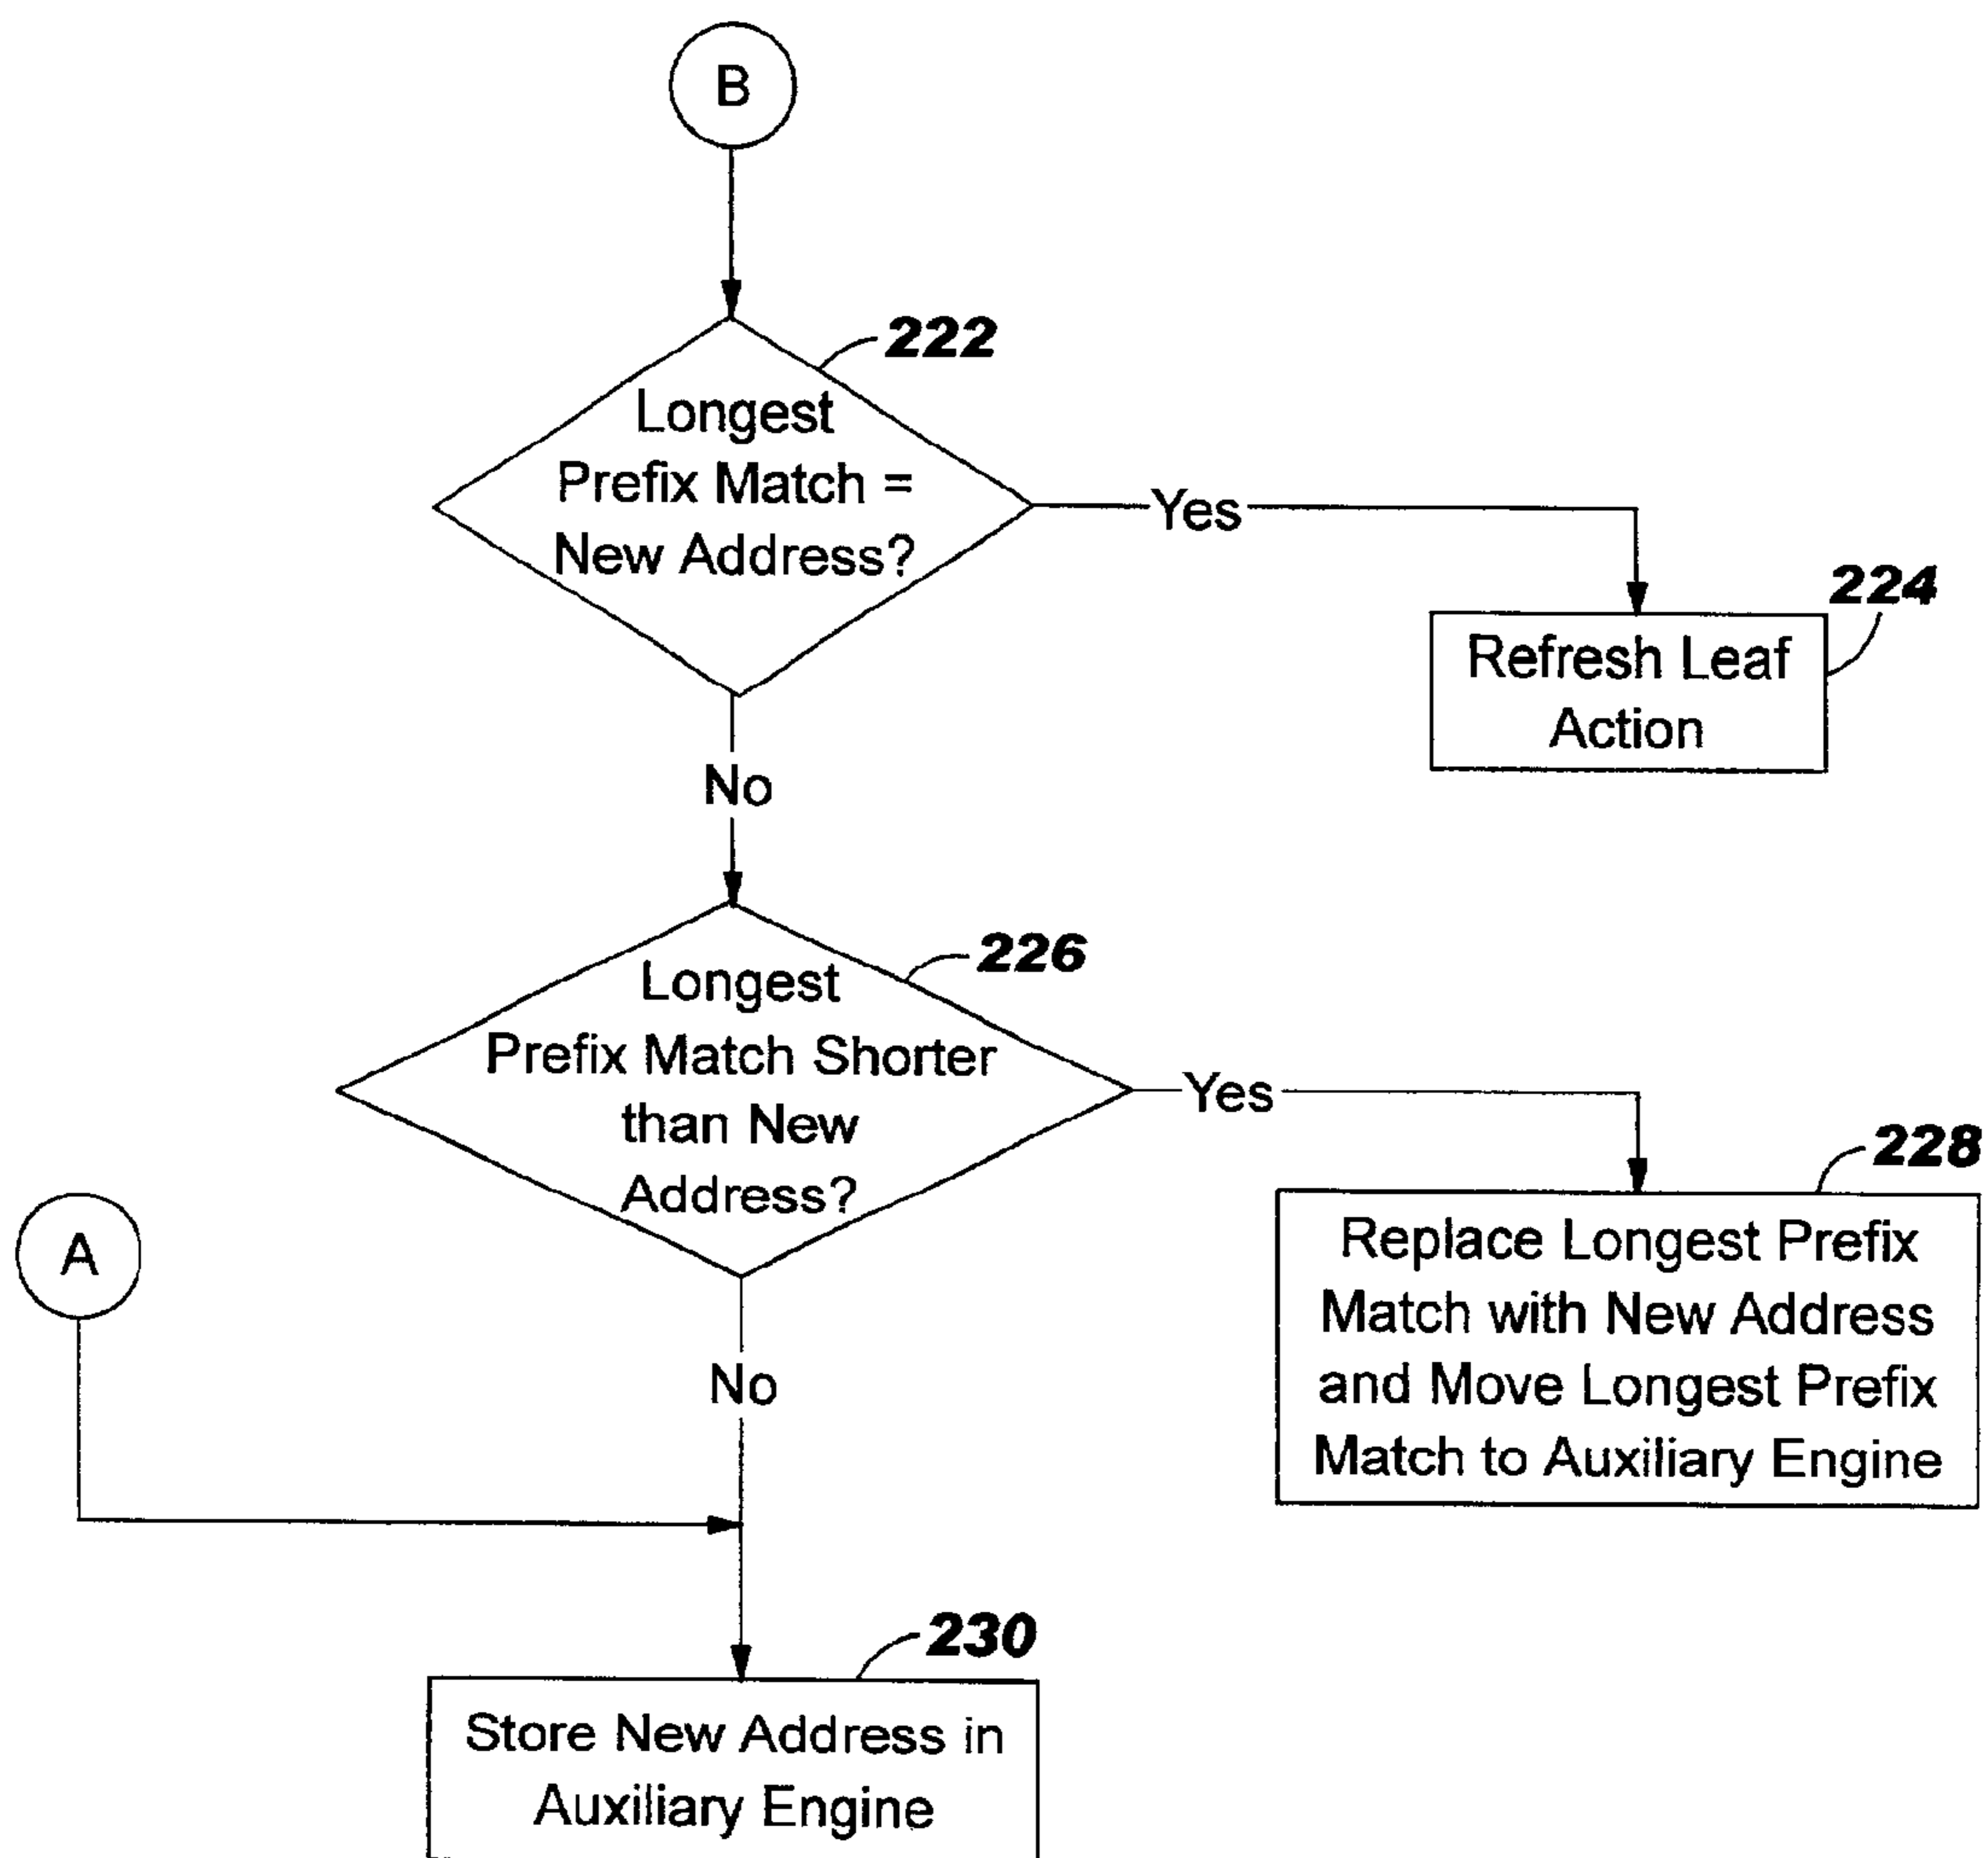 B
222
Longest
Prefix Match =
New Address?
Yes
224
Refresh Leaf
Action
No
226
Longest
Prefix Match Shorter
than New
Address?
Yes
228
Replace Longest Prefix
Match with New Address
and Move Longest Prefix
Match to Auxiliary Engine
A
No
230
Store New Address in
Auxiliary Engine